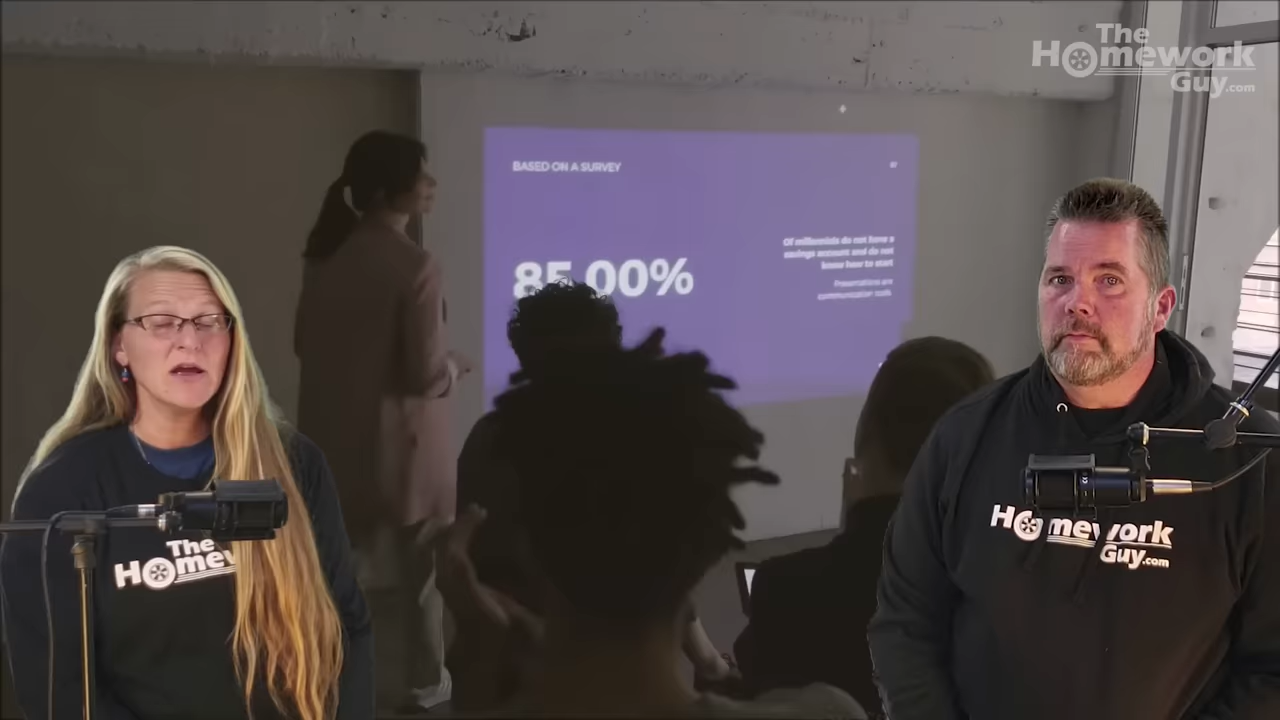 The
Homework
Guy.com
BASED ON A SURVEY
67
85.00%
Of millennials do not have a
savings account and do not
know how to start
Presentations are
communication tools
The
Homew
Homework
Guy.com